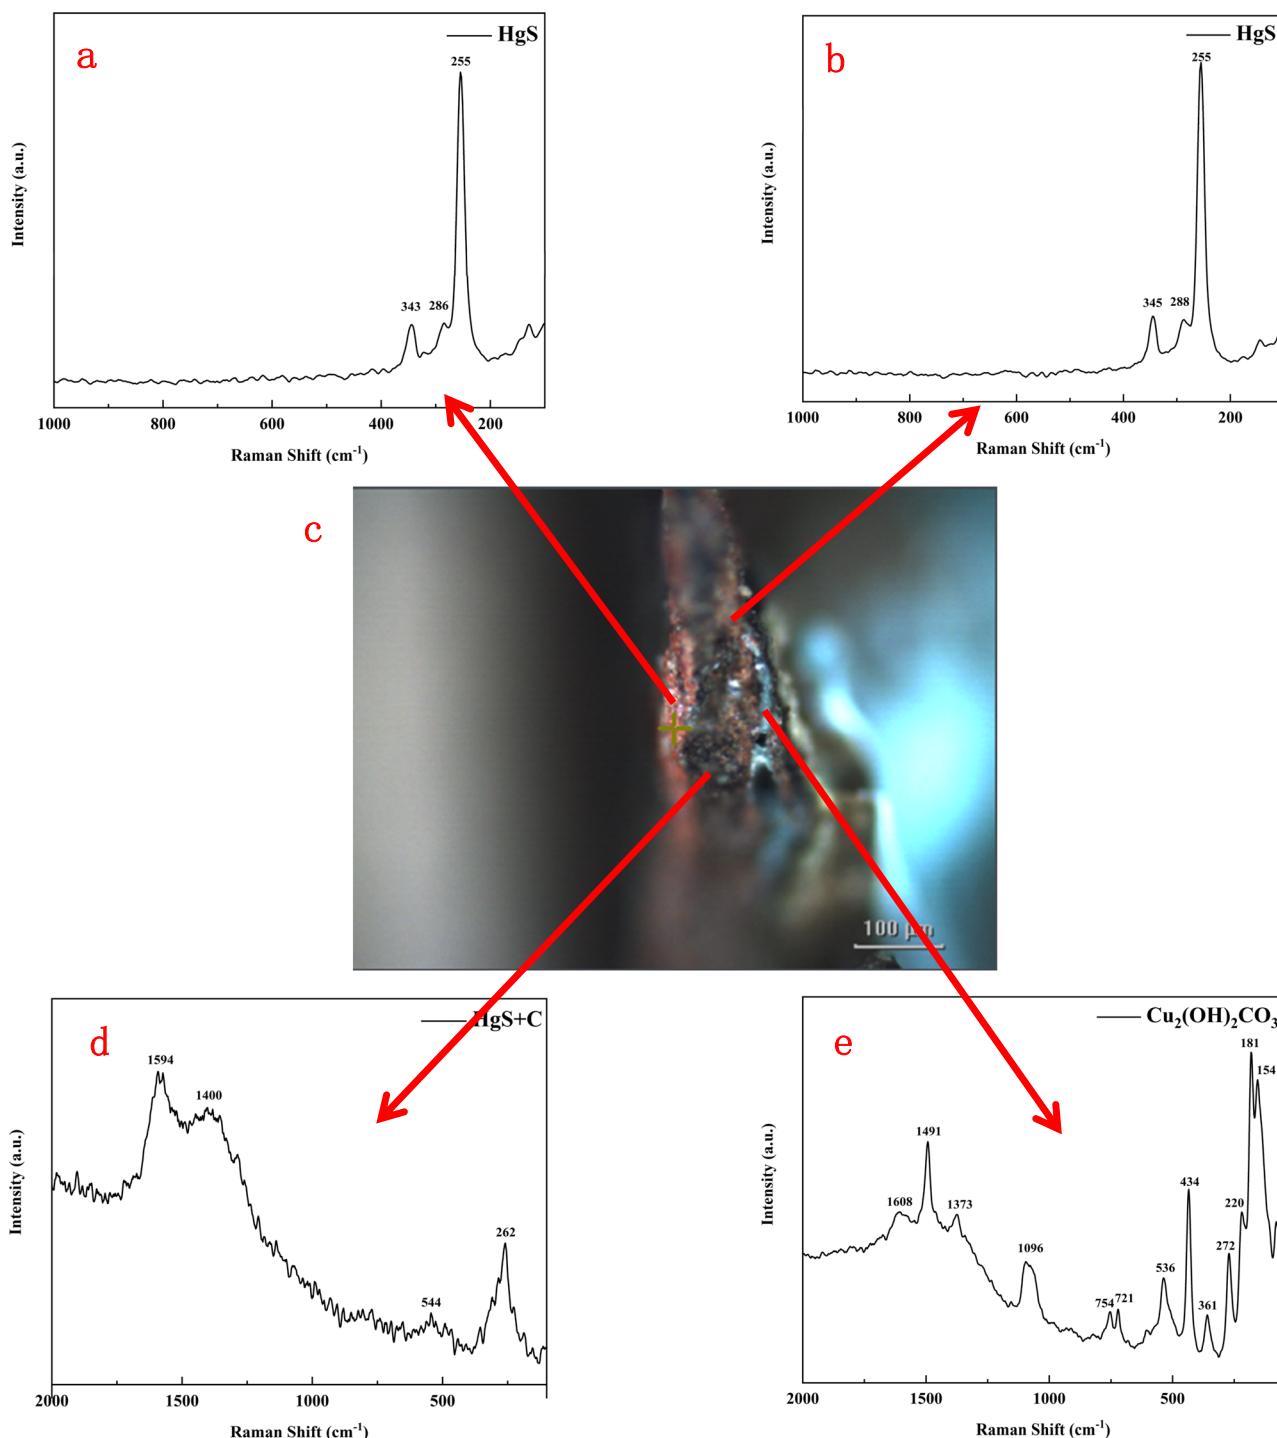 a
HgS
255
343
286
Intensity (a.u.)
1000 800 600 400 200
Raman Shift (cm-1)
b
HgS
255
345
288
Intensity (a.u.)
1000 800 600 400 200
Raman Shift (cm-1)
c
100 μm
d
HgS+C
1594
1400
544
262
Intensity (a.u.)
2000 1500 1000 500
Raman Shift (cm-1)
e
Cu2(OH)2CO3
1608
1491
1373
1096
754
721
536
434
361
272
220
181
154
Intensity (a.u.)
2000 1500 1000 500
Raman Shift (cm-1)